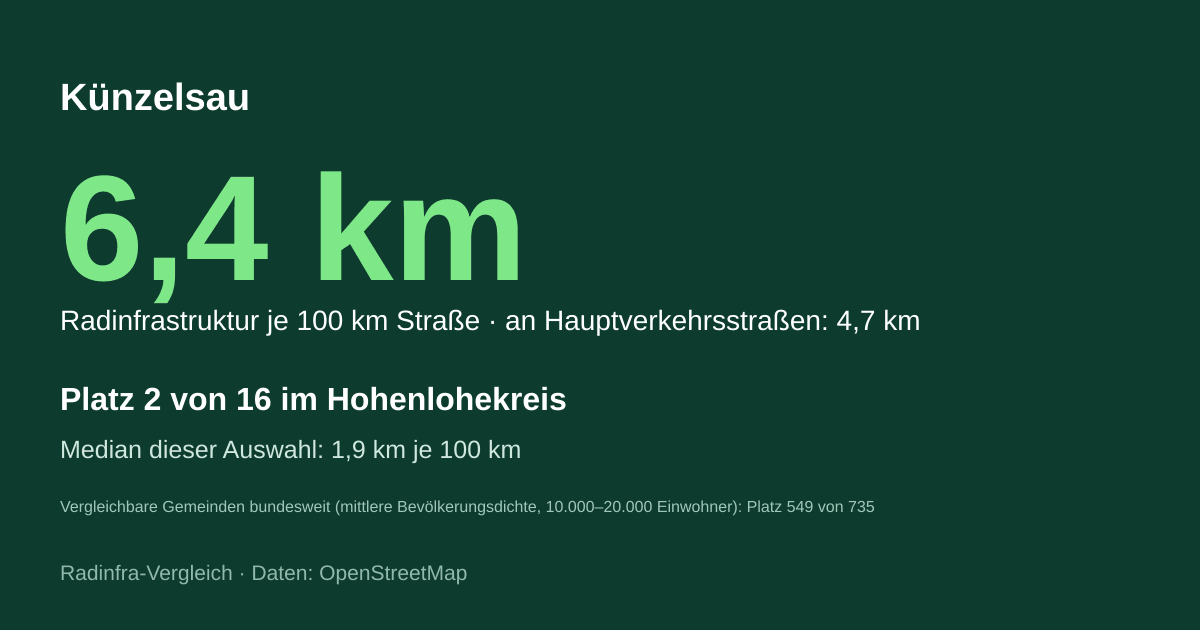 Künzelsau
6,4 km
Radinfrastruktur je 100 km Straße · an Hauptverkehrsstraßen: 4,7 km
Platz 2 von 16 im Hohenlohekreis
Median dieser Auswahl: 1,9 km je 100 km
Vergleichbare Gemeinden bundesweit (mittlere Bevölkerungsdichte, 10.000–20.000 Einwohner): Platz 549 von 735
Radinfra-Vergleich · Daten: OpenStreetMap